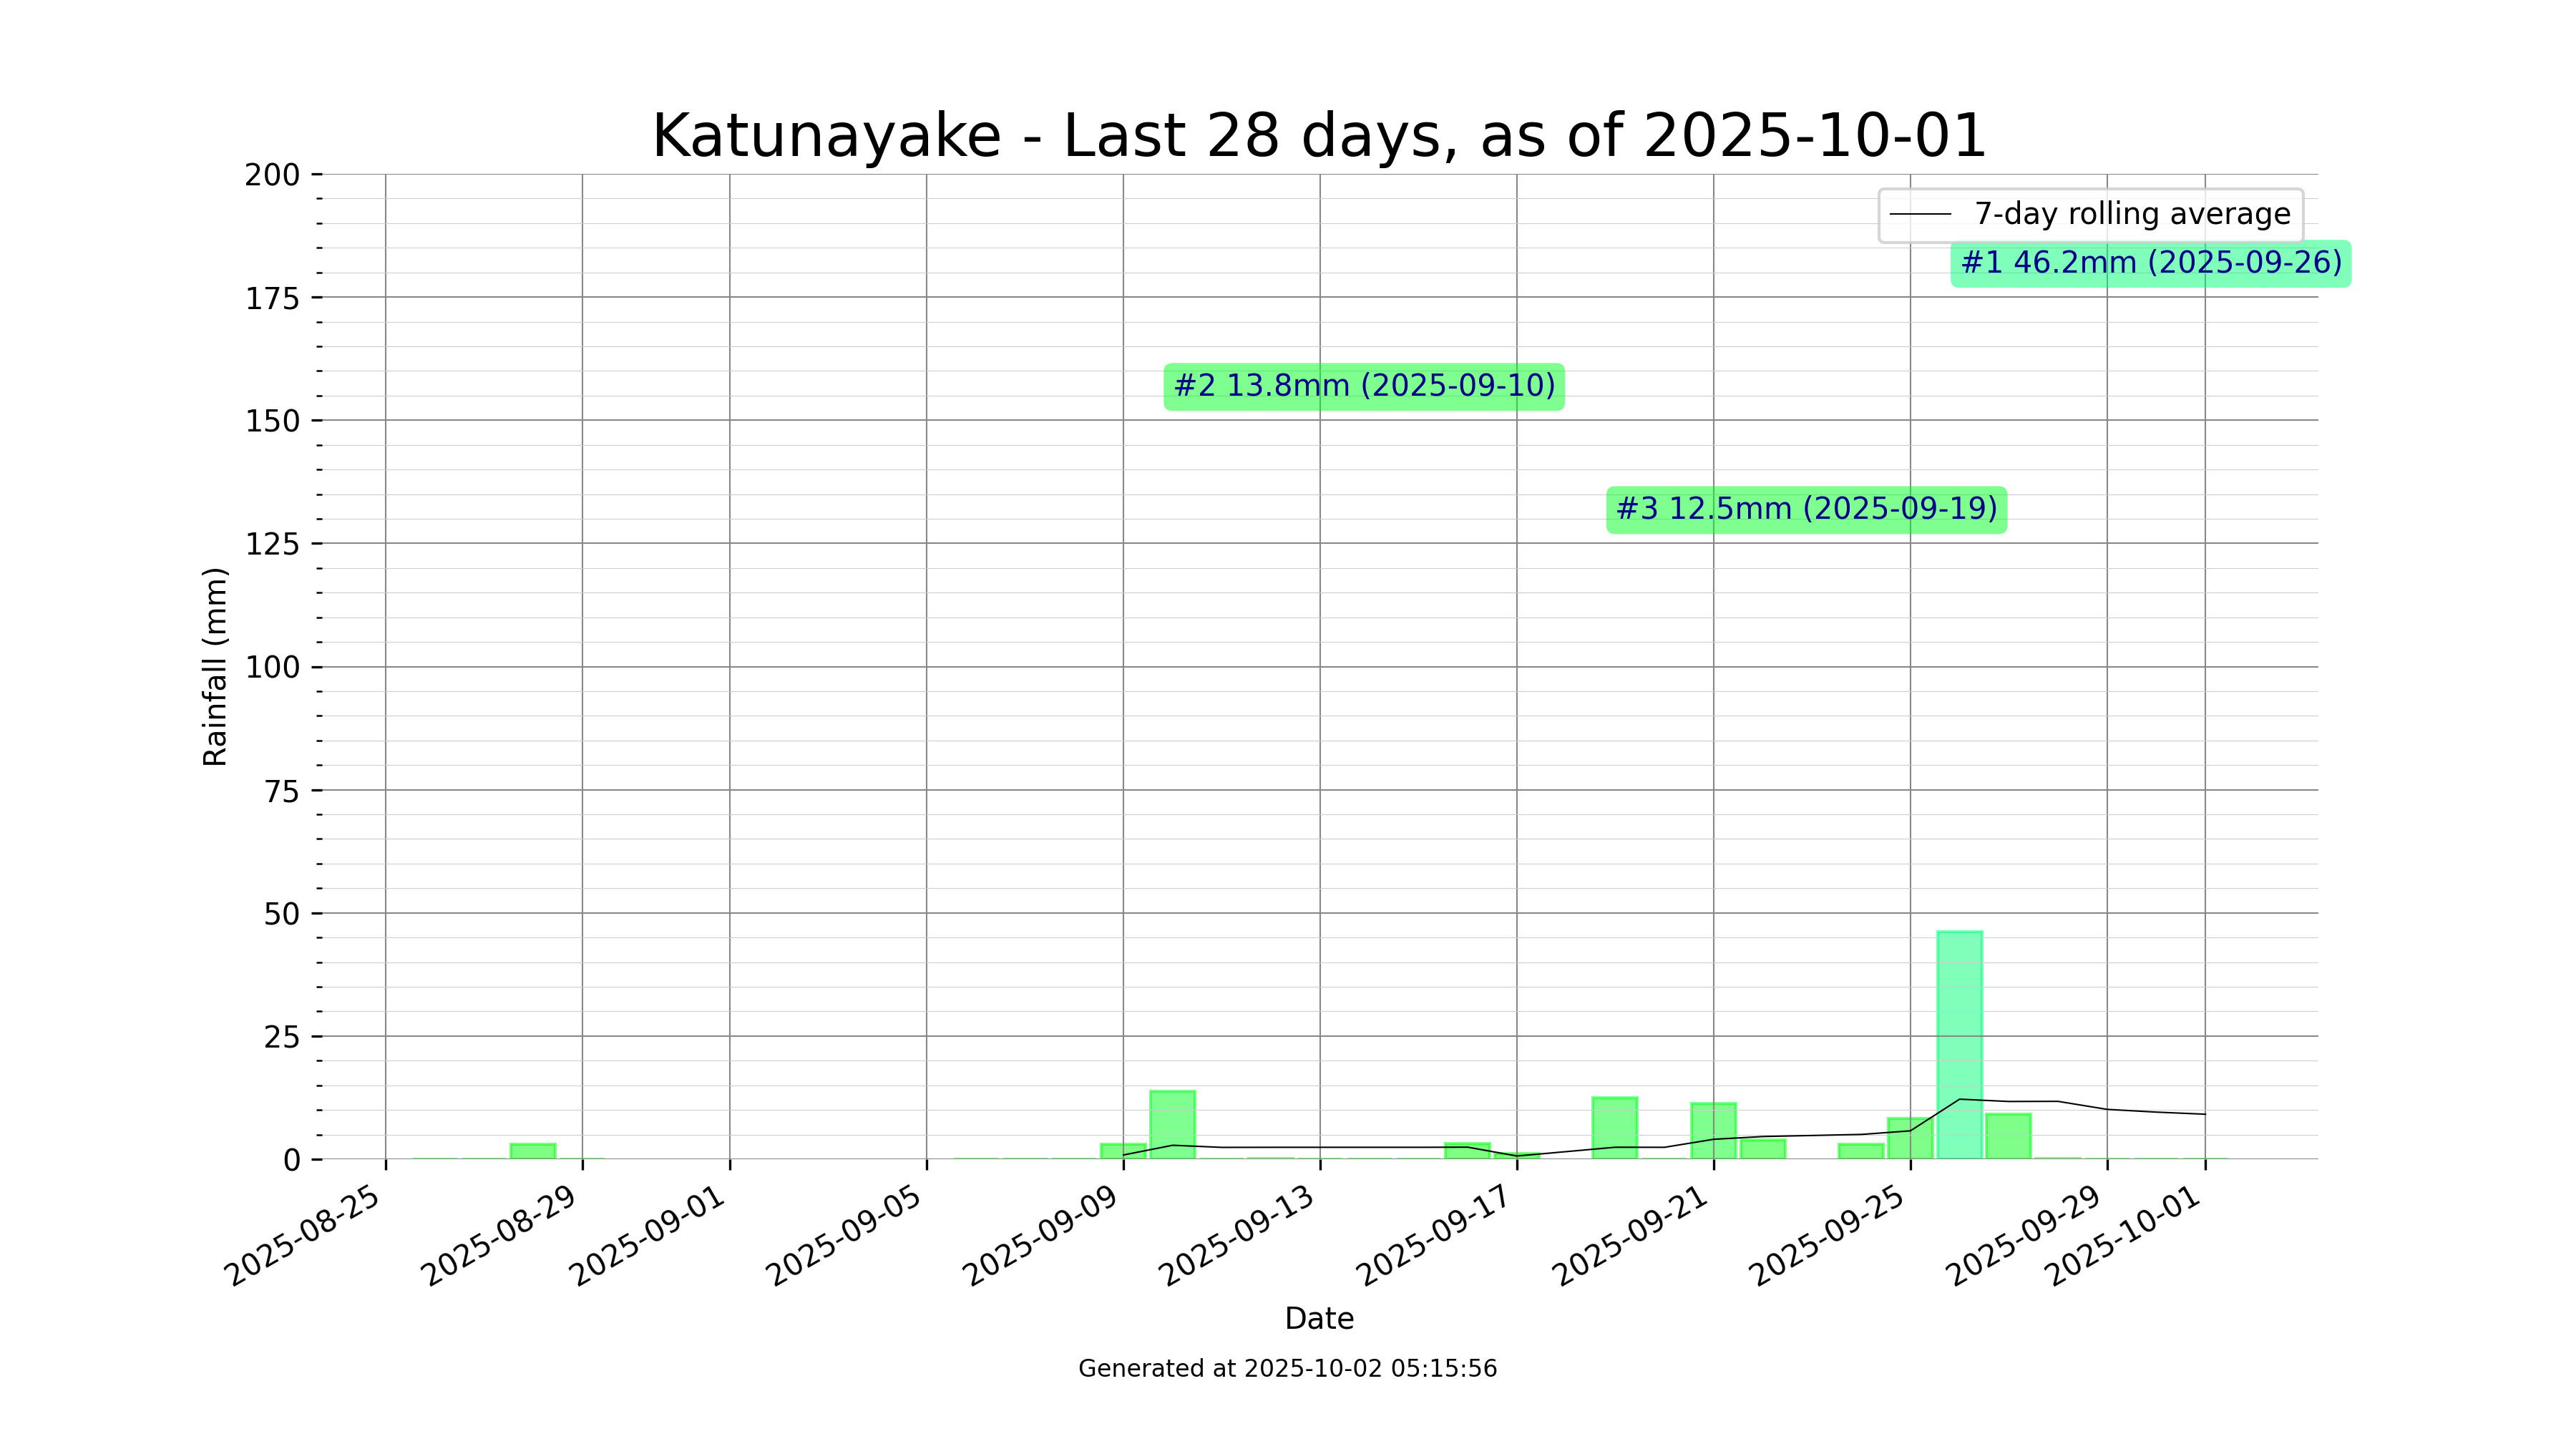 Katunayake - Last 28 days, as of 2025-10-01
7-day rolling average
#1 46.2mm (2025-09-26)
#2 13.8mm (2025-09-10)
#3 12.5mm (2025-09-19)
Rainfall (mm)
200
175
150
125
100
75
50
25
0
2025-08-25
2025-08-29
2025-09-01
2025-09-05
2025-09-09
2025-09-13
2025-09-17
2025-09-21
2025-09-25
2025-09-29
2025-10-01
Date
Generated at 2025-10-02 05:15:56